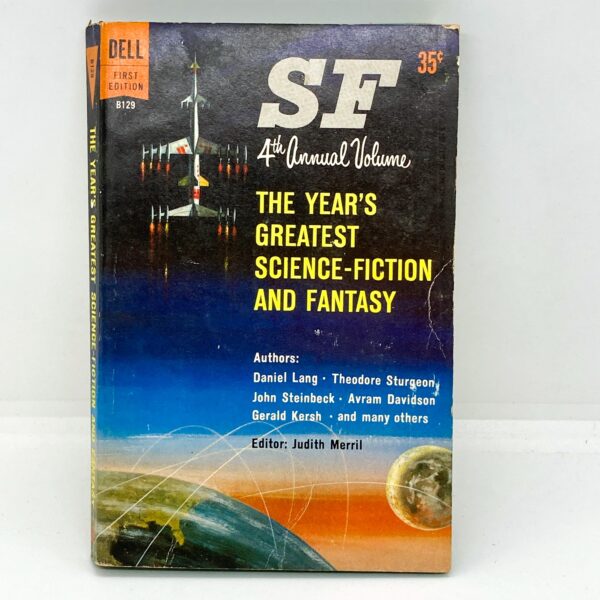 DELL
FIRST-
EDITION
B129
SF
35¢
4th Annual Volume
THE YEAR'S
GREATEST
SCIENCE-FICTION
AND FANTASY
Authors:
Daniel Lang · Theodore Sturgeon
John Steinbeck · Avram Davidson
Gerald Kersh · and many others
Editor: Judith Merril
B129
THE YEAR'S GREATEST SCIENCE-FICTION AND FANTASY